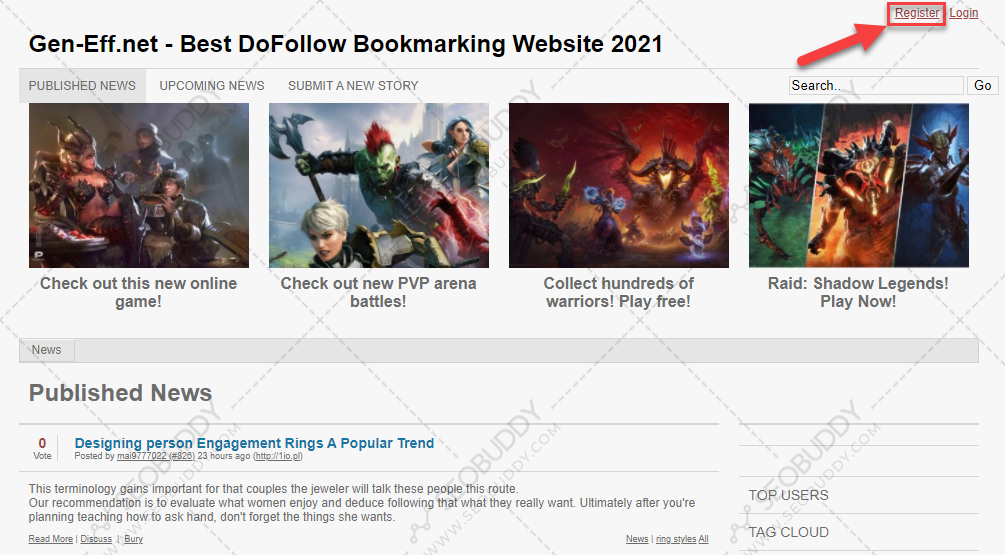 Register Login
Gen-Eff.net - Best DoFollow Bookmarking Website 2021
PUBLISHED NEWS UPCOMING NEWS SUBMIT A NEW STORY Search.. Go
Check out this new online
game!
Check out new PVP arena
battles!
Collect hundreds of
warriors! Play free!
Raid: Shadow Legends!
Play Now!
News
Published News
0
Vote
Designing person Engagement Rings A Popular Trend
Posted by mai9777022 (#826) 23 hours ago (http://1io.pl)
This terminology gains important for that couples the jeweler will talk these people this route.
Our recommendation is to evaluate what women enjoy and deduce following that what they really want. Ultimately after you're
planning teaching how to ask hand, don't forget the things she wants.
Read More | Discuss | Bury
News | ring styles All
TOP USERS
TAG CLOUD
SEOBUDDY
WWW.SEOBUDDY.COM